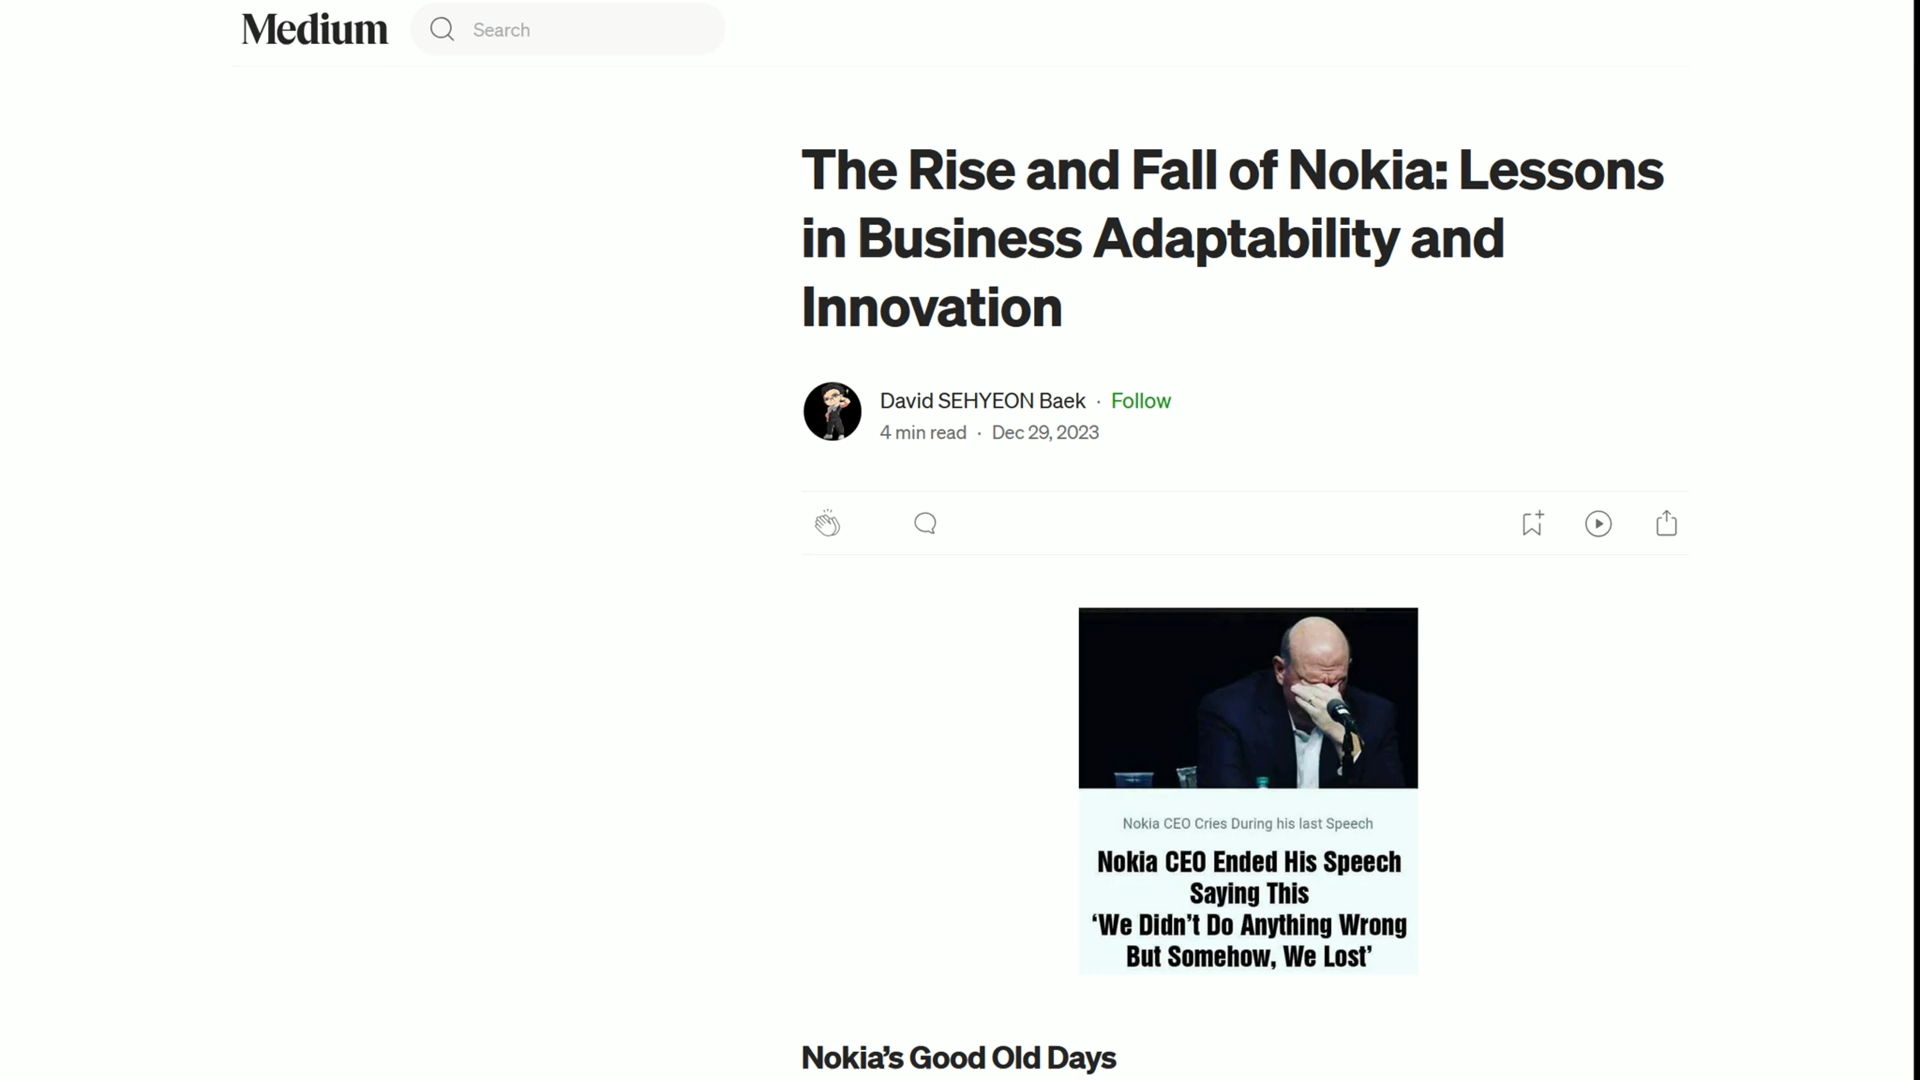 Medium
Search
The Rise and Fall of Nokia: Lessons
in Business Adaptability and
Innovation
David SEHYEON Baek · Follow
4 min read · Dec 29, 2023
Nokia CEO Cries During his last Speech
Nokia CEO Ended His Speech
Saying This
‘We Didn’t Do Anything Wrong
But Somehow, We Lost’
Nokia’s Good Old Days